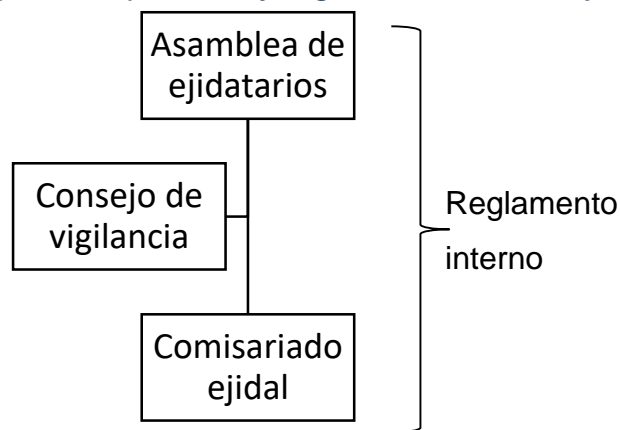 Asamblea de
ejidatarios
Consejo de
vigilancia
Reglamento
interno
Comisariado
ejidal